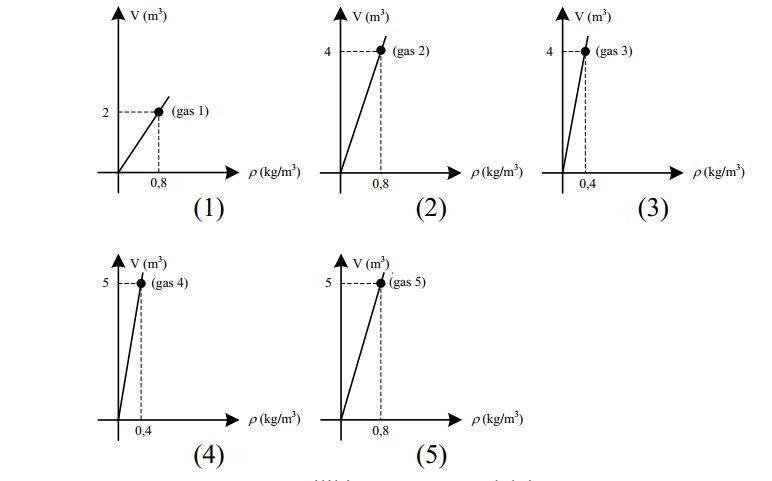 V (m³)
2
(gas 1)
0,8
ρ (kg/m³)
(1)
V (m³)
4
(gas 2)
0,8
ρ (kg/m³)
(2)
V (m³)
4
(gas 3)
0,4
ρ (kg/m³)
(3)
V (m³)
5
(gas 4)
0,4
ρ (kg/m³)
(4)
V (m³)
5
(gas 5)
0,8
ρ (kg/m³)
(5)